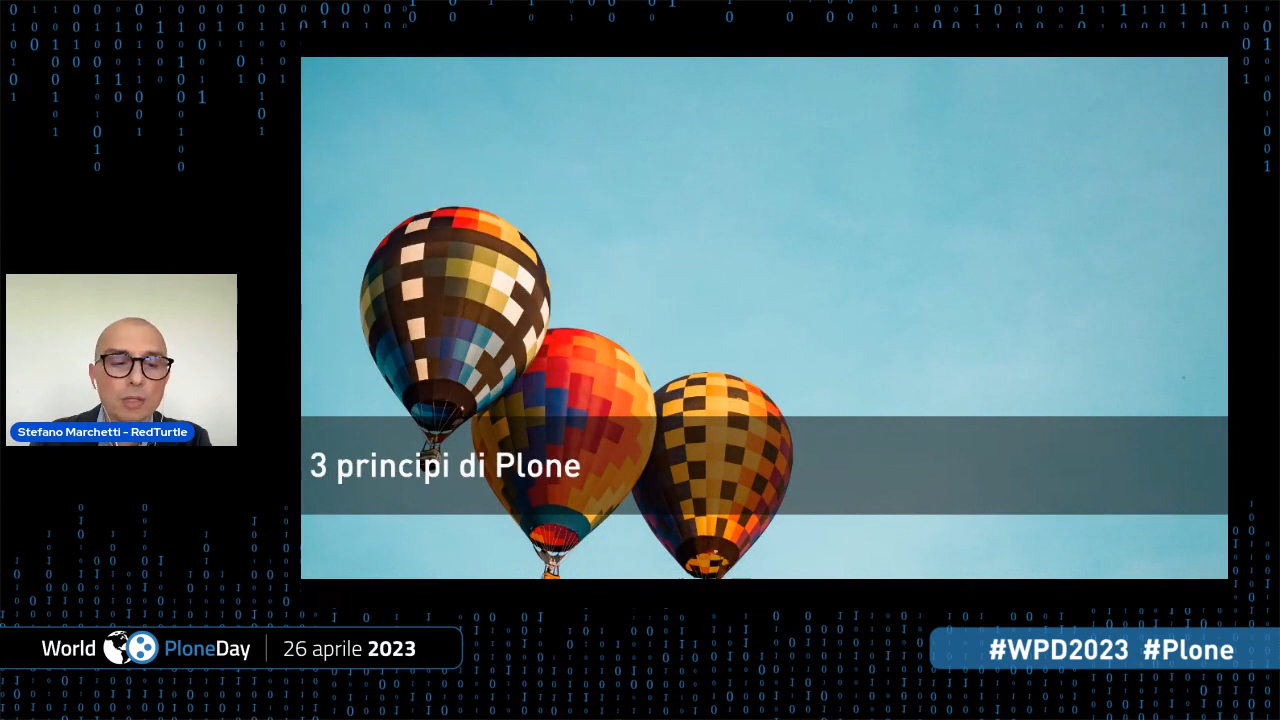 3 principi di Plone
Stefano Marchetti - RedTurtle
World PloneDay | 26 aprile 2023
#WPD2023 #Plone